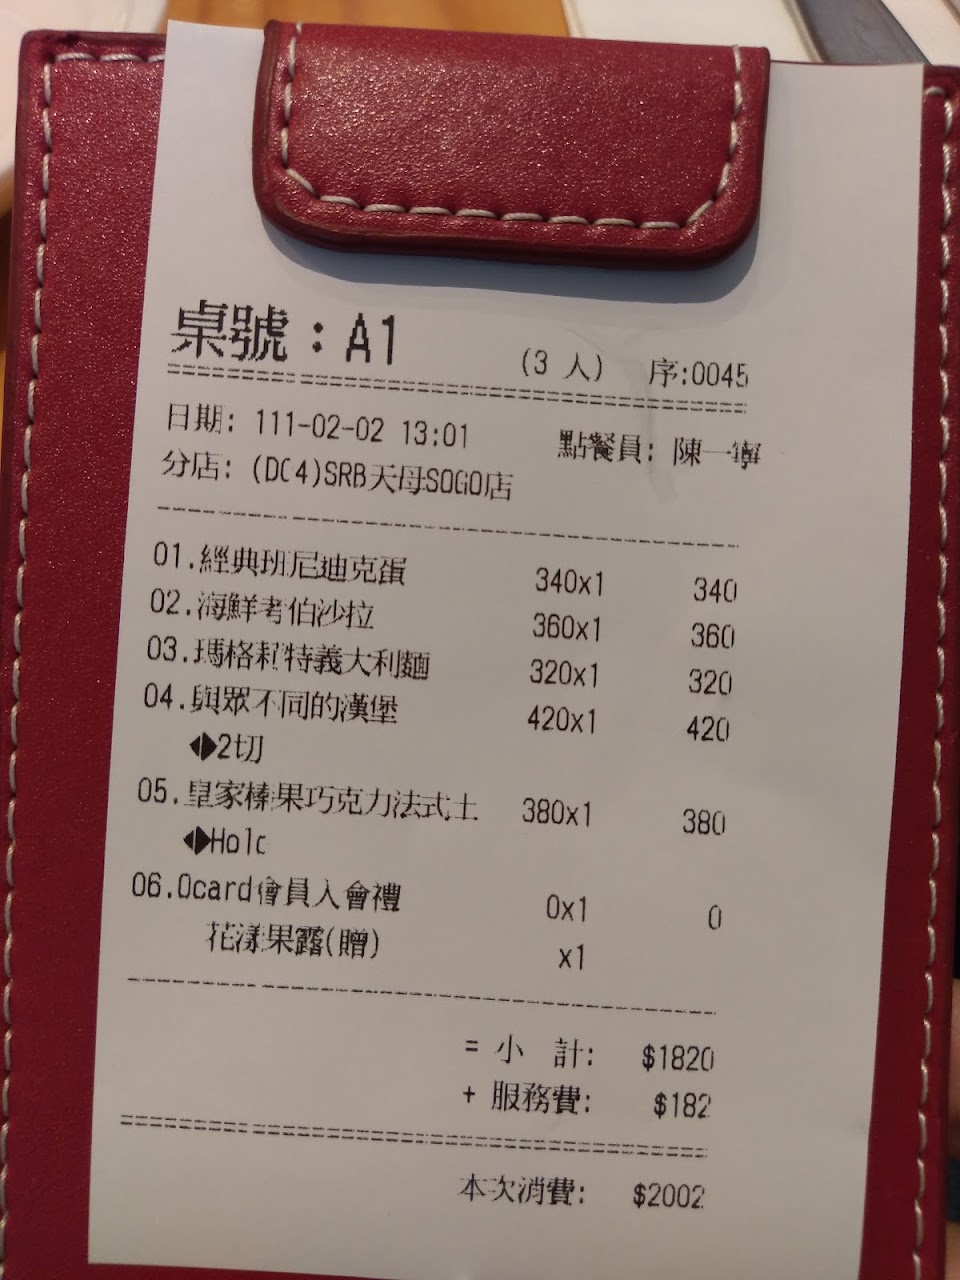 桌號：A1 (3 人) 序:0045
日期: 111-02-02 13:01 點餐員: 陳一寧
分店: (D04)SRB天母SOGO店
01.經典班尼迪克蛋 340x1 340
02.海鮮考伯沙拉 360x1 360
03.瑪格莉特義大利麵 320x1 320
04.與眾不同的漢堡 420x1 420
◆2切
05.皇家榛果巧克力法式土 380x1 380
◆Hold
06.Ocard會員入會禮 0x1 0
花漾果露(贈) x1
= 小 計: $1820
+ 服務費: $182
本次消費: $2002